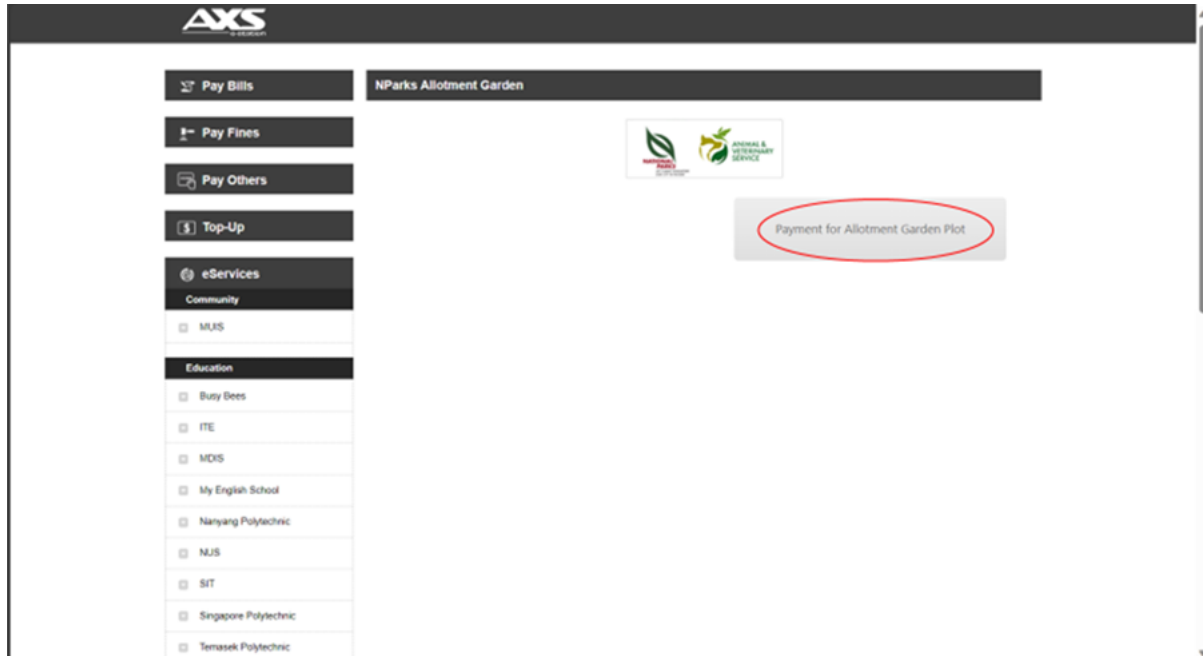 AXS
e-station
Pay Bills
NParks Allotment Garden
Pay Fines
NATIONAL
PARKS
ANIMAL &
VETERINARY
SERVICE
Pay Others
Payment for Allotment Garden Plot
Top-Up
eServices
Community
MUIS
Education
Busy Bees
ITE
MDIS
My English School
Nanyang Polytechnic
NUS
SIT
Singapore Polytechnic
Temasek Polytechnic